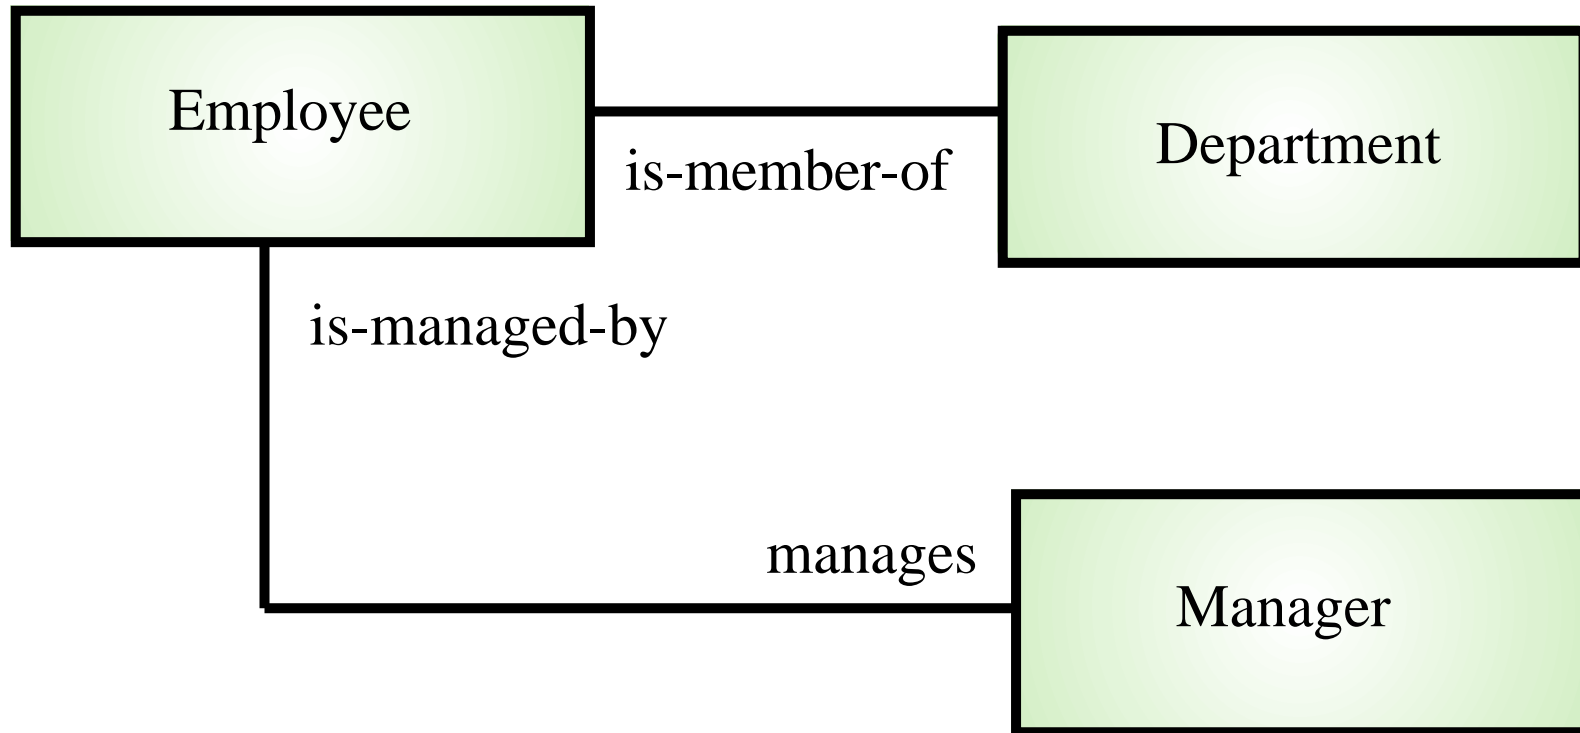 Employee
Department
is-member-of
is-managed-by
manages
Manager